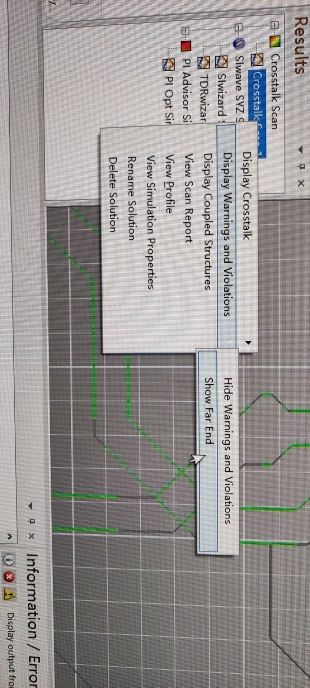 Results
Crosstalk Scan
SIwave SYZ S
SIwizard
TDRwizar
PI Advisor Si
PI Opt Sir
Display Crosstalk
Display Warnings and Violations
Display Coupled Structures
View Scan Report
View Profile
View Simulation Properties
Rename Solution
Delete Solution
Hide Warnings and Violations
Show Far End
Information / Error
Display output fro